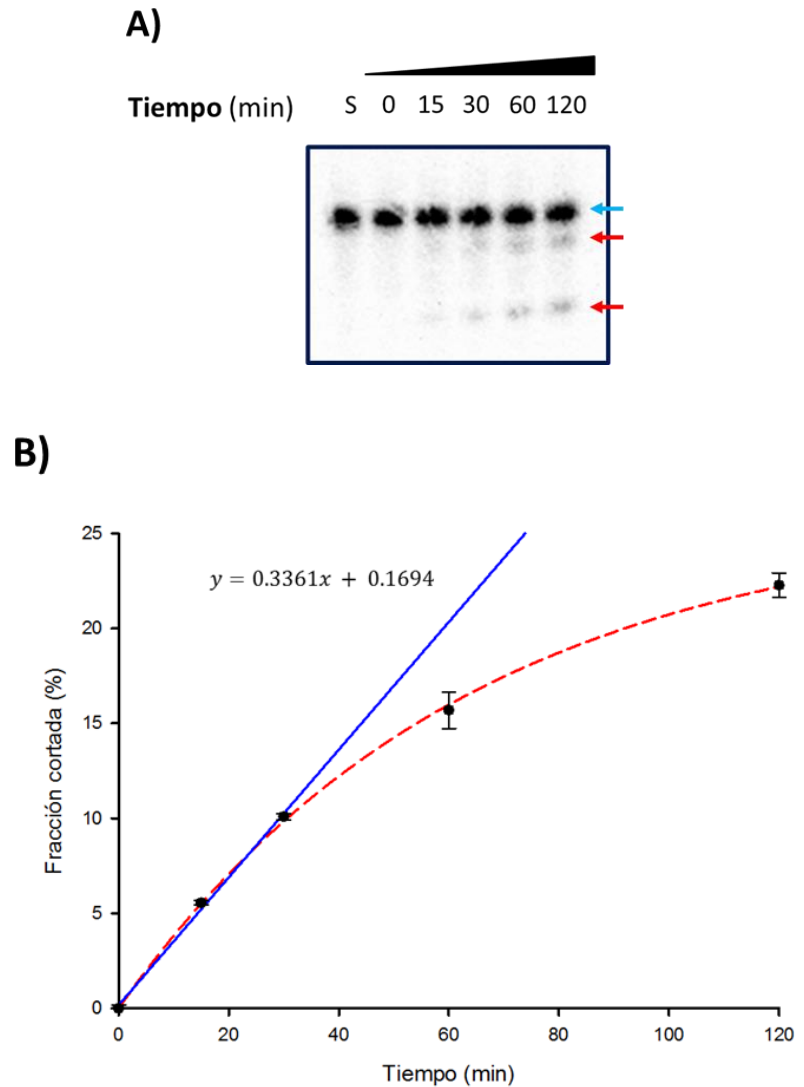 A)
Tiempo (min) S 0 15 30 60 120
B)
25
y = 0.3361x + 0.1694
20
15
10
5
0
Fracción cortada (%)
0 20 40 60 80 100 120
Tiempo (min)